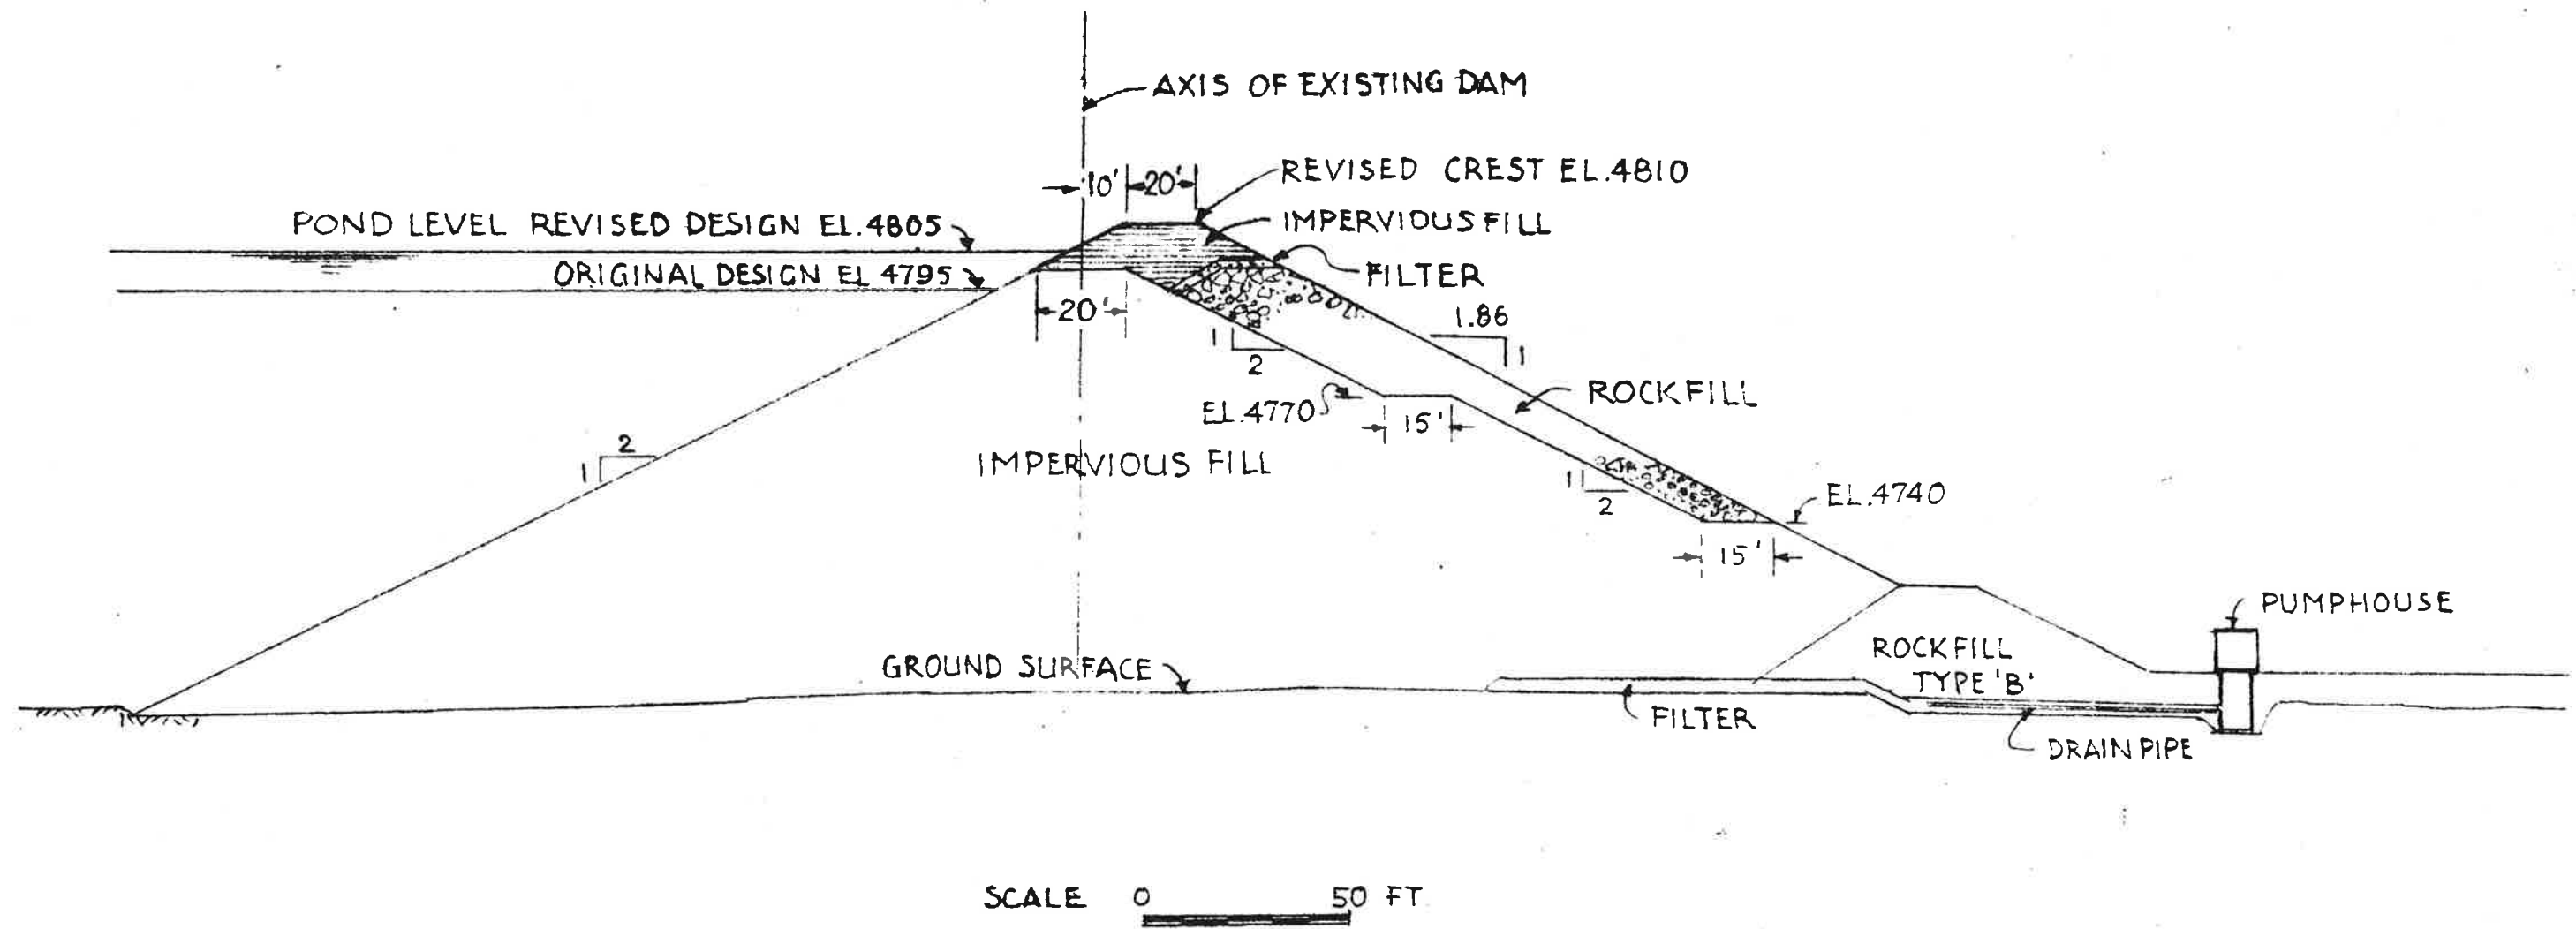 AXIS OF EXISTING DAM
10' 20'
REVISED CREST EL.4810
POND LEVEL REVISED DESIGN EL.4805
IMPERVIOUS FILL
ORIGINAL DESIGN EL 4795
FILTER
20'
1.86
1
1
2
EL.4770
15'
ROCKFILL
2
1
IMPERVIOUS FILL
1
2
EL.4740
15'
PUMPHOUSE
GROUND SURFACE
ROCKFILL
TYPE 'B'
FILTER
DRAIN PIPE
SCALE 0 50 FT